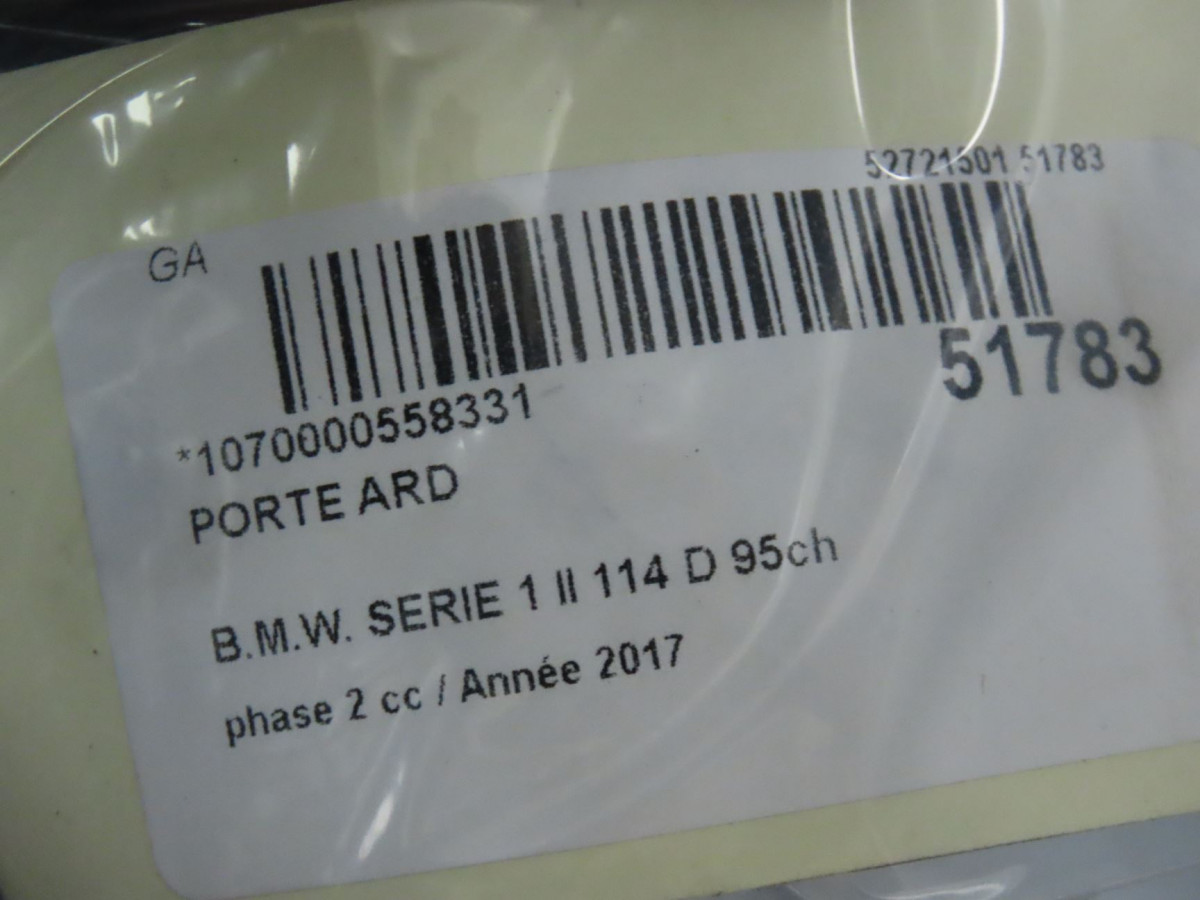 52721501 51783
GA
51783
*1070000558331
PORTE ARD
B.M.W. SERIE 1 II 114 D 95ch
phase 2 cc / Année 2017